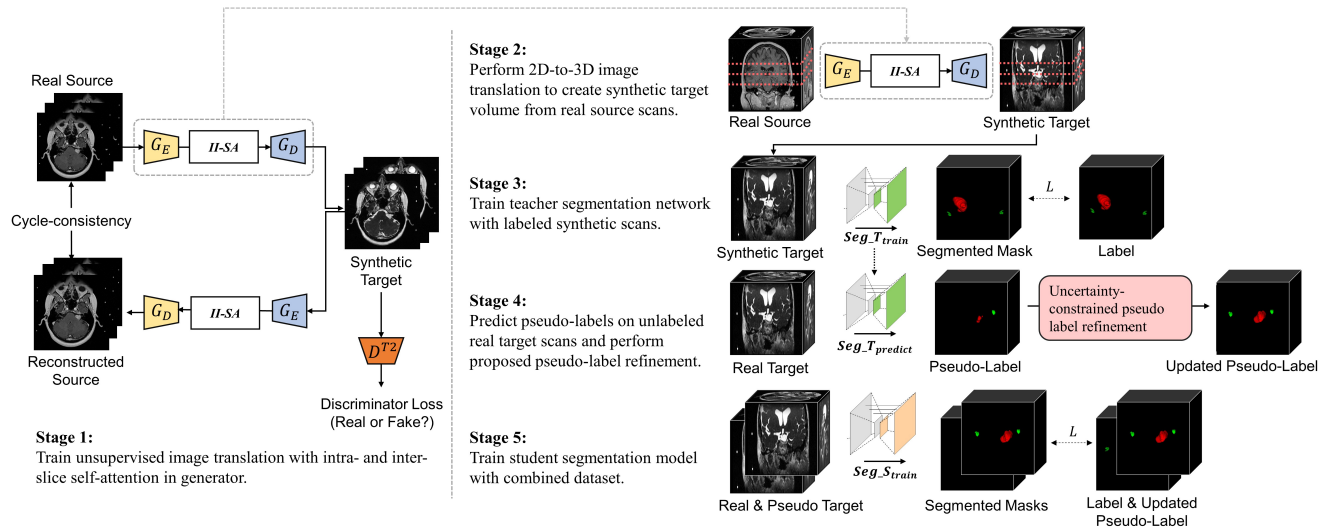 Real Source
G_E
II-SA
G_D
Cycle-consistency
Synthetic
Target
G_D
II-SA
G_E
Reconstructed
Source
D^{T2}
Discriminator Loss
(Real or Fake?)
Stage 1:
Train unsupervised image translation with intra- and inter-
slice self-attention in generator.
Stage 2:
Perform 2D-to-3D image
translation to create synthetic target
volume from real source scans.
Real Source
G_E
II-SA
G_D
Synthetic Target
Stage 3:
Train teacher segmentation network
with labeled synthetic scans.
Synthetic Target
Seg_T_{train}
Segmented Mask
L
Label
Stage 4:
Predict pseudo-labels on unlabeled
real target scans and perform
proposed pseudo-label refinement.
Real Target
Seg_T_{predict}
Pseudo-Label
Uncertainty-
constrained pseudo
label refinement
Updated Pseudo-Label
Stage 5:
Train student segmentation model
with combined dataset.
Real & Pseudo Target
Seg_S_{train}
Segmented Masks
L
Label & Updated
Pseudo-Label